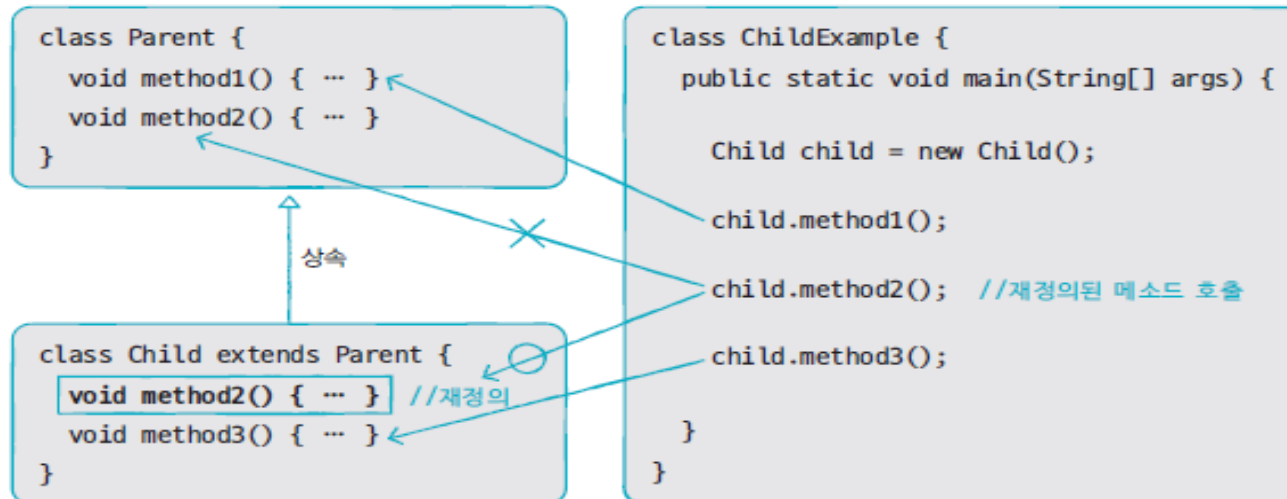 class Parent {
void method1() { … }
void method2() { … }
}
상속
class Child extends Parent {
void method2() { … } //재정의
void method3() { … }
}
class ChildExample {
public static void main(String[] args) {
Child child = new Child();
child.method1();
child.method2(); //재정의된 메소드 호출
child.method3();
}
}